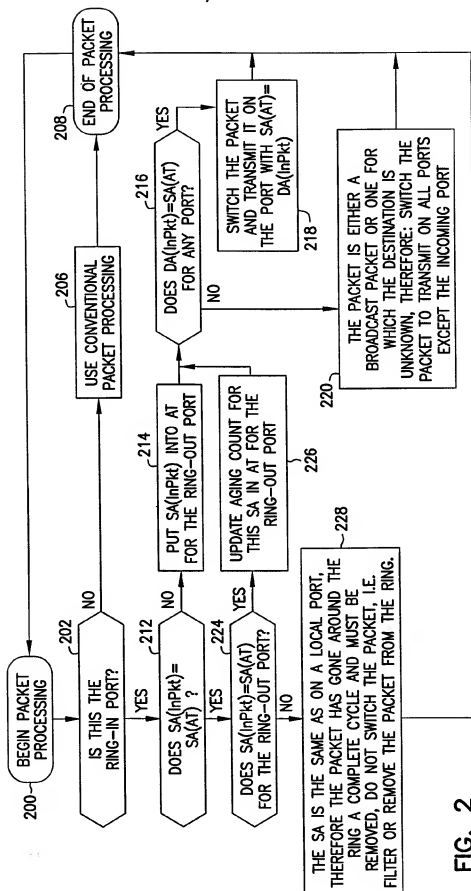 200
BEGIN PACKET
PROCESSING
202
IS THIS THE
RING-IN PORT?
NO
YES
206
USE CONVENTIONAL
PACKET PROCESSING
208
END OF PACKET
PROCESSING
212
DOES SA(InPkt)=
SA(AT) ?
NO
YES
214
PUT SA(InPkt) INTO AT
FOR THE RING-OUT PORT
216
DOES DA(InPkt)=SA(AT)
FOR ANY PORT?
YES
NO
SWITCH THE PACKET
AND TRANSMIT IT ON
THE PORT WITH SA(AT)=
DA(InPkt)
218
THE PACKET IS EITHER A
BROADCAST PACKET OR ONE FOR
WHICH THE DESTINATION IS
UNKNOWN, THEREFORE: SWITCH THE
PACKET TO TRANSMIT ON ALL PORTS
EXCEPT THE INCOMING PORT
220
224
DOES SA(InPkt)=SA(AT)
FOR THE RING-OUT PORT?
YES
NO
UPDATE AGING COUNT FOR
THIS SA IN AT FOR THE
RING-OUT PORT
226
228
THE SA IS THE SAME AS ON A LOCAL PORT,
THEREFORE THE PACKET HAS GONE AROUND THE
RING A COMPLETE CYCLE AND MUST BE
REMOVED, DO NOT SWITCH THE PACKET, I.E.
FILTER OR REMOVE THE PACKET FROM THE RING.
FIG. 2